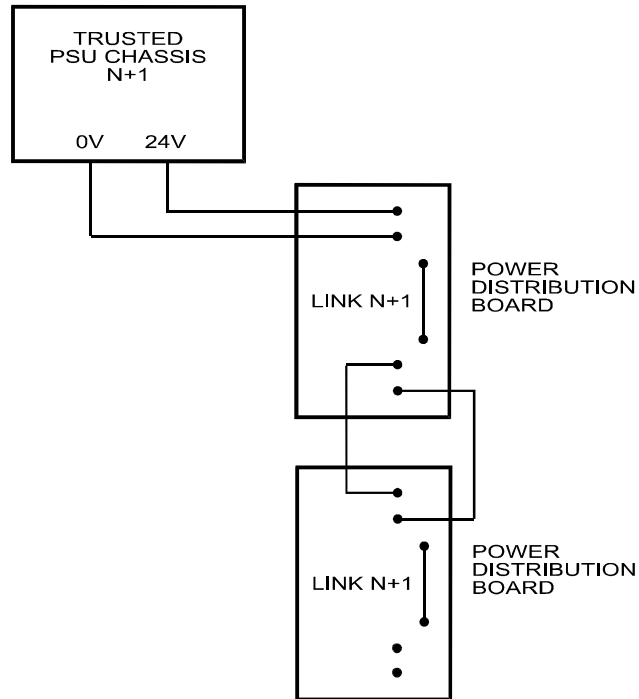 TRUSTED
PSU CHASSIS
N+1
0V 24V
LINK N+1
POWER
DISTRIBUTION
BOARD
LINK N+1
POWER
DISTRIBUTION
BOARD